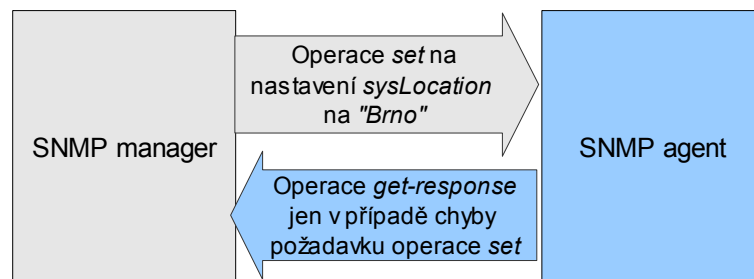 Operace set na
nastavení sysLocation
na "Brno"
SNMP manager
SNMP agent
Operace get-response
jen v případě chyby
požadavku operace set